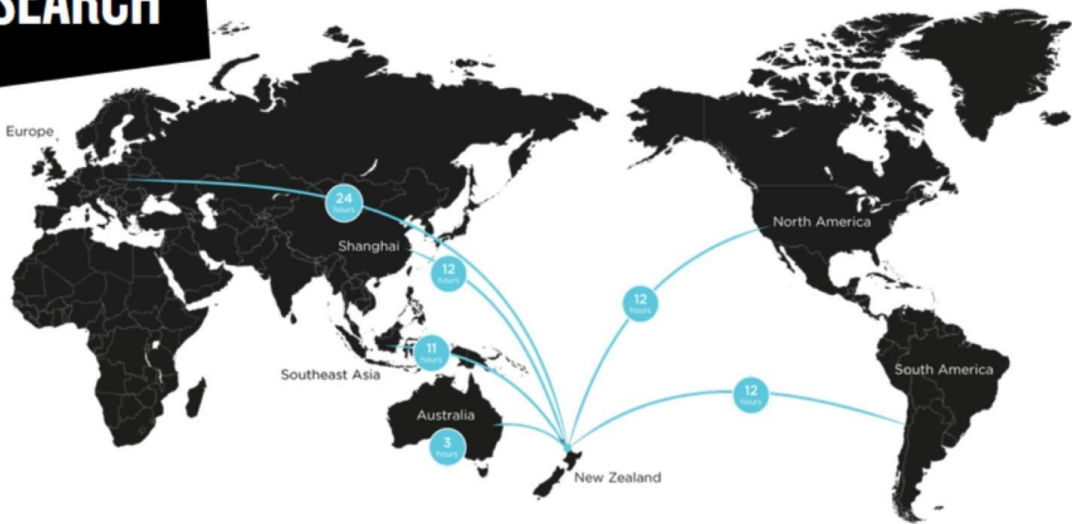 SEARCH
Europe
24
hours
Shanghai
12
hours
11
hours
Southeast Asia
Australia
3
hours
New Zealand
12
hours
North America
12
hours
South America